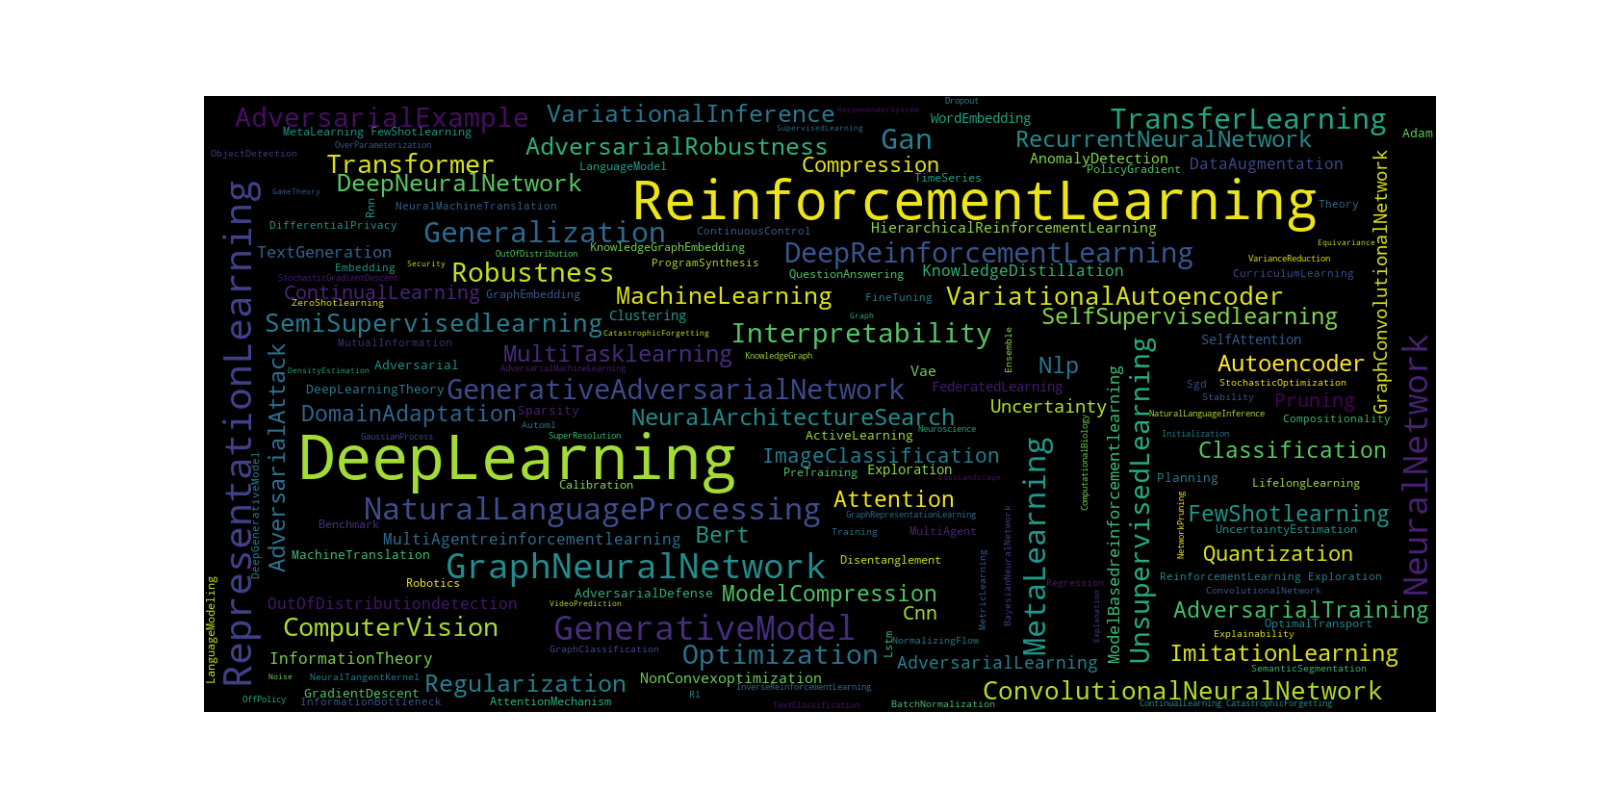 AdversarialExample
VariationalInference
RecommenderSystem
Dropout
WordEmbedding
TransferLearning
MetaLearning FewShotlearning
SupervisedLearning
Gan
RecurrentNeuralNetwork
Adam
OverParameterization
AdversarialRobustness
ObjectDetection
Transformer
LanguageModel
Compression
AnomalyDetection
DataAugmentation
PolicyGradient
DeepNeuralNetwork
TimeSeries
GameTheory
ReinforcementLearning
Theory
Rnn
NeuralMachineTranslation
DifferentialPrivacy
Generalization
ContinuousControl
HierarchicalReinforcementLearning
Equivariance
GraphConvolutionalNetwork
TextGeneration
KnowledgeGraphEmbedding
OutOfDistribution
DeepReinforcementLearning
VarianceReduction
Embedding
Security
Robustness
ProgramSynthesis
QuestionAnswering
KnowledgeDistillation
CurriculumLearning
StochasticGradientDescent
ContinualLearning
GraphEmbedding
MachineLearning
FineTuning
VariationalAutoencoder
ZeroShotlearning
SemiSupervisedlearning
Clustering
Graph
SelfSupervisedlearning
CatastrophicForgetting
Interpretability
Ensemble
SelfAttention
MutualInformation
MultiTasklearning
KnowledgeGraph
Nlp
Autoencoder
DensityEstimation
Adversarial
AdversarialMachineLearning
Vae
DeepLearningTheory
GenerativeAdversarialNetwork
FederatedLearning
Sgd
StochasticOptimization
Stability
Pruning
DomainAdaptation
Sparsity
NeuralArchitectureSearch
Uncertainty
NaturalLanguageInference
Compositionality
Automl
GaussianProcess
SuperResolution
ActiveLearning
Neuroscience
Initialization
RepresentationLearning
AdversarialAttack
DeepGenerativeModel
DeepLearning
ImageClassification
Classification
PreTraining
Exploration
LossLandscape
ComputationalBiology
Planning
Calibration
LifelongLearning
NaturalLanguageProcessing
Attention
MetaLearning
ModelBasedreinforcementlearning
UnsupervisedLearning
NeuralNetwork
NetworkPruning
FewShotlearning
GraphRepresentationLearning
Benchmark
MultiAgentreinforcementlearning
Bert
Training
MultiAgent
BayesianNeuralNetwork
UncertaintyEstimation
MachineTranslation
GraphNeuralNetwork
Disentanglement
MetricLearning
Quantization
Robotics
Regression
ReinforcementLearning Exploration
AdversarialDefense
ModelCompression
ConvolutionalNetwork
OutOfDistributiondetection
VideoPrediction
Cnn
Explanation
AdversarialTraining
LanguageModeling
ComputerVision
GenerativeModel
OptimalTransport
Explainability
Lstm
NormalizingFlow
GraphClassification
Optimization
InformationTheory
AdversarialLearning
ImitationLearning
SemanticSegmentation
Noise
NeuralTangentKernel
Regularization
NonConvexoptimization
InverseReinforcementLearning
ConvolutionalNeuralNetwork
GradientDescent
Rl
OffPolicy
InformationBottleneck
AttentionMechanism
TextClassification
BatchNormalization
ContinualLearning CatastrophicForgetting